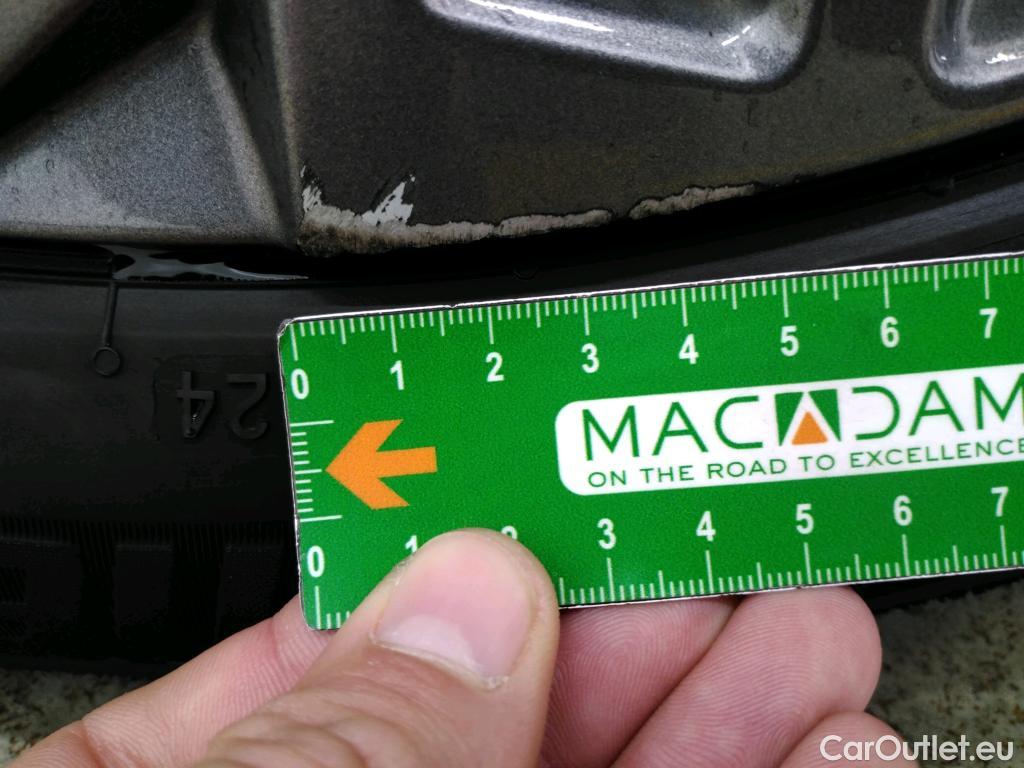 24
0 1 2 3 4 5 6 7
MACADAM
ON THE ROAD TO EXCELLENCE
0 1 2 3 4 5 6 7
CarOutlet.eu